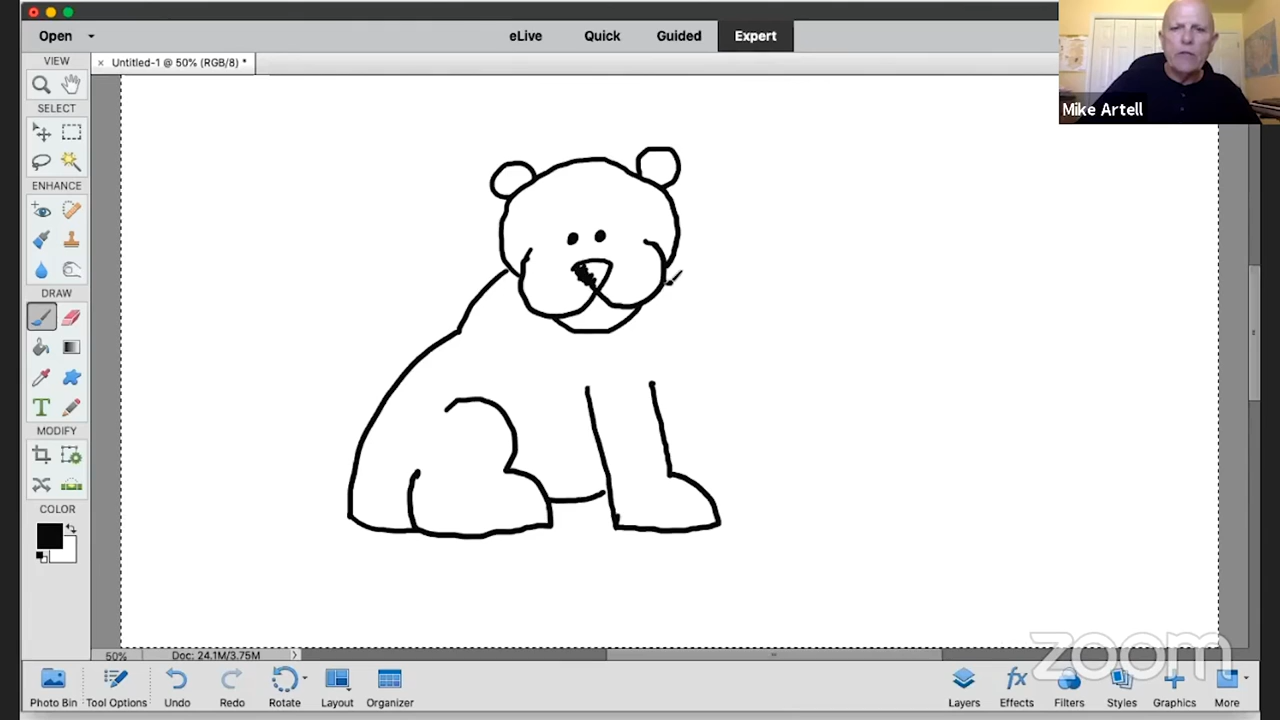 Open
eLive
Quick
Guided
Expert
× Untitled-1 @ 50% (RGB/8) *
Mike Artell
VIEW
SELECT
ENHANCE
DRAW
T
MODIFY
COLOR
50%
Doc: 24.1M/3.75M
zoom
Photo Bin
Tool Options
Undo
Redo
Rotate
Layout
Organizer
Layers
fx
Effects
Filters
Styles
Graphics
More